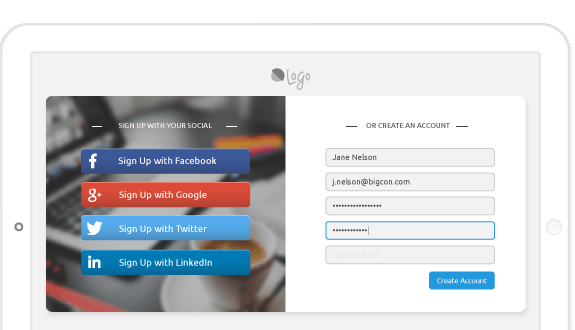 Logo
SIGN UP WITH YOUR SOCIAL
Sign Up with Facebook
Sign Up with Google
Sign Up with Twitter
Sign Up with LinkedIn
OR CREATE AN ACCOUNT
Jane Nelson
j.nelson@bigcon.com
Create Account